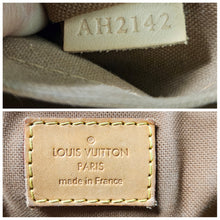 AH2142
LOUIS VUITTON
PARIS
made in France